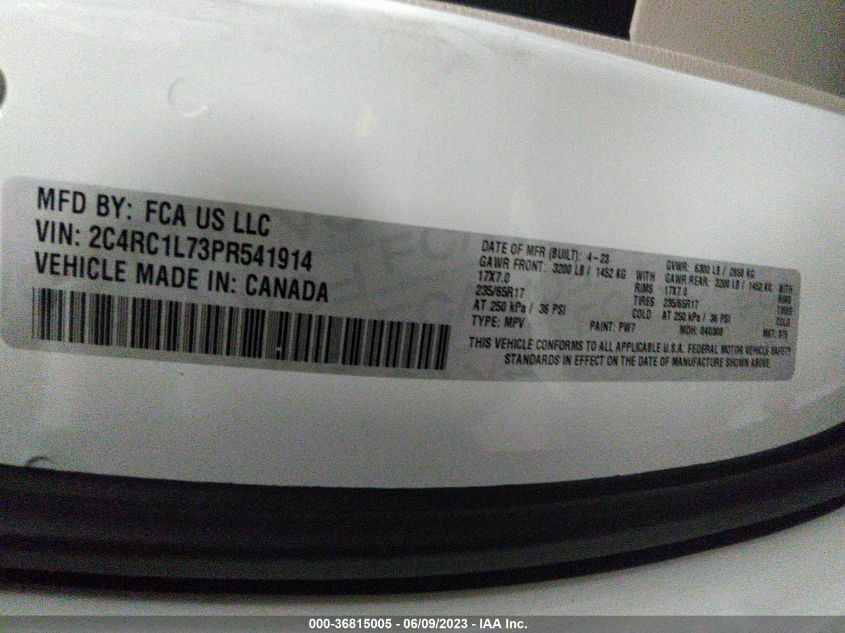 MFD BY: FCA US LLC
VIN: 2C4RC1L73PR541914
VEHICLE MADE IN: CANADA
DATE OF MFR (BUILT): 4-23 GVWR: 6300 LB / 2858 KG
GAWR FRONT: 3200 LB / 1452 KG WITH GAWR REAR: 3200 LB / 1452 KG WITH
17X7.0 RIMS 17X7.0 RIMS
235/65R17 TIRES 235/65R17 TIRES
AT 250 kPa / 36 PSI COLD AT 250 kPa / 36 PSI COLD
TYPE: MPV PAINT: PW7 MDH: 040308
THIS VEHICLE CONFORMS TO ALL APPLICABLE U.S.A. FEDERAL MOTOR VEHICLE SAFETY
STANDARDS IN EFFECT ON THE DATE OF MANUFACTURE SHOWN ABOVE.
000-36815005 - 06/09/2023 - IAA Inc.